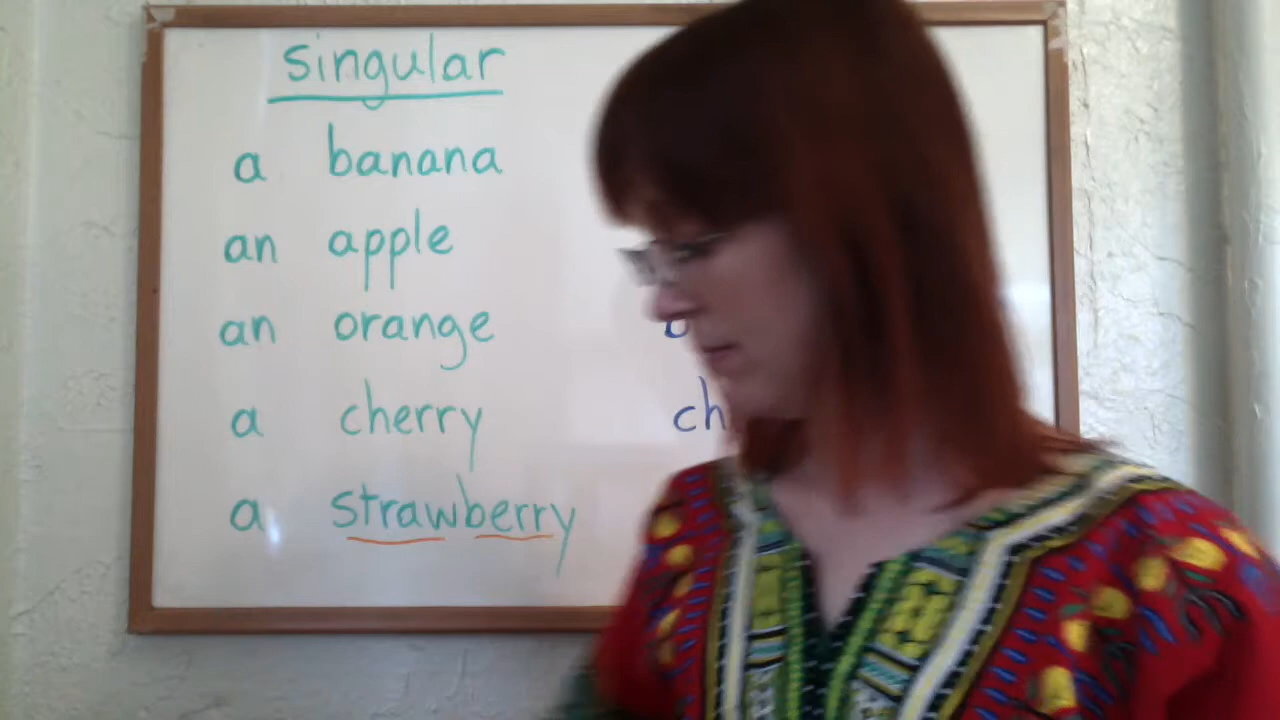 singular
a banana
an apple
an orange
a cherry
a strawberry